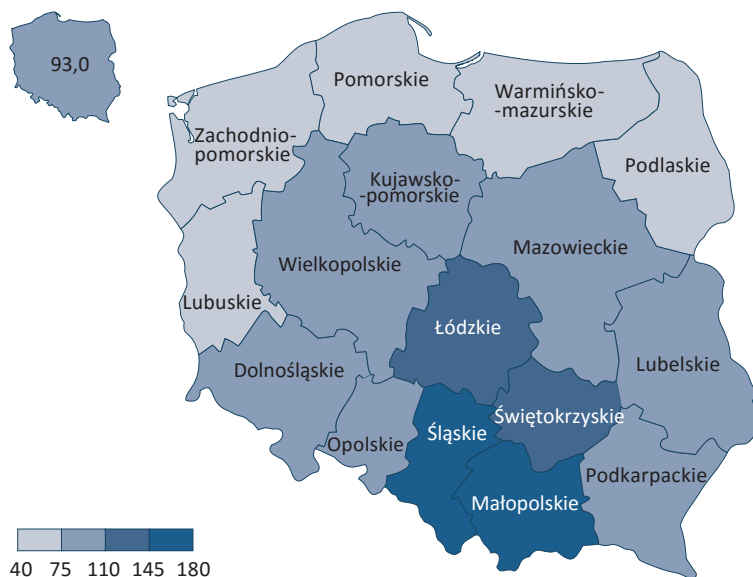 93,0
Pomorskie
Warmińsko-
-mazurskie
Zachodnio-
pomorskie
Podlaskie
Kujawsko-
-pomorskie
Mazowieckie
Wielkopolskie
Lubuskie
Łódzkie
Lubelskie
Dolnośląskie
Świętokrzyskie
Śląskie
Opolskie
Podkarpackie
Małopolskie
40 75 110 145 180